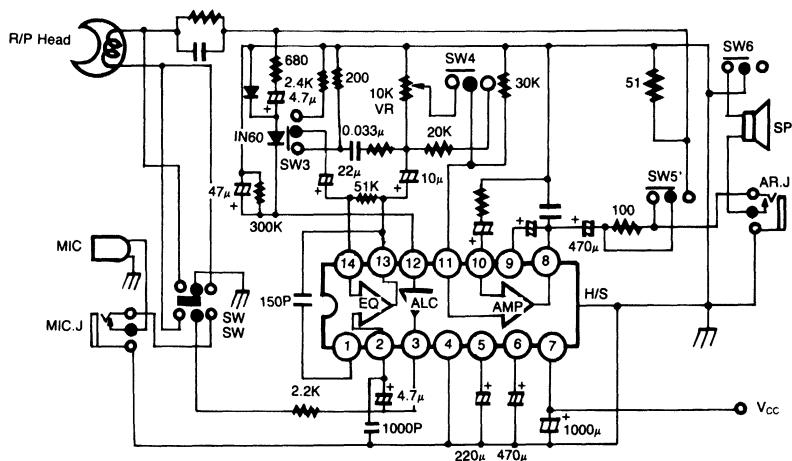 R/P Head
680
2.4K
4.7μ
+
200
10K
VR
SW4
30K
51
SW6
SP
IN60
SW3
0.033μ
20K
22μ
+
10μ
+
47μ
+
300K
51K
SW5'
AR.J
100
470μ
+
+
+
MIC
MIC.J
SW
SW
150P
14
13
12
11
10
9
8
EQ
ALC
AMP
H/S
1
2
3
4
5
6
7
2.2K
+
4.7μ
1000P
+
220μ
+
470μ
+
1000μ
VCC